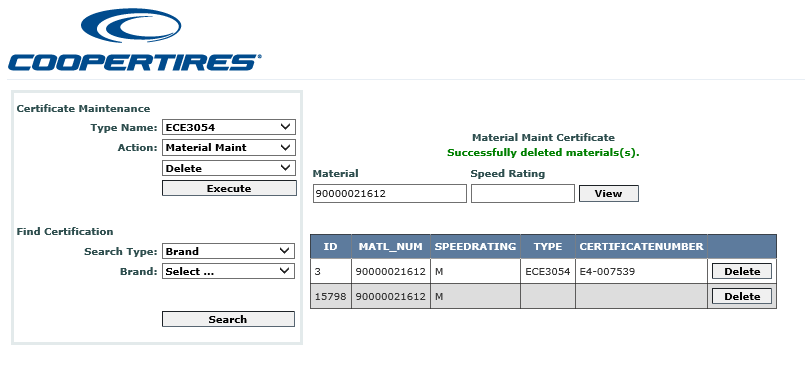 COOPERTIRES®
Certificate Maintenance
Type Name: ECE3054
Action: Material Maint
Delete
Execute
Find Certification
Search Type: Brand
Brand: Select ...
Search
Material Maint Certificate
Successfully deleted materials(s).
Material Speed Rating
90000021612 View
ID MATL_NUM SPEEDRATING TYPE CERTIFICATENUMBER
3 90000021612 M ECE3054 E4-007539 Delete
15798 90000021612 M Delete